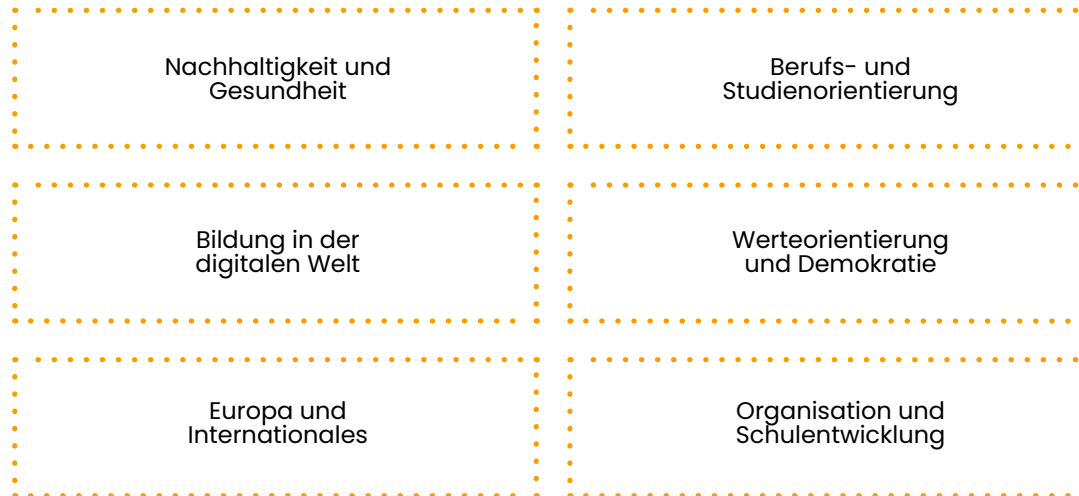 Nachhaltigkeit und
Gesundheit
Berufs- und
Studienorientierung
Bildung in der
digitalen Welt
Werteorientierung
und Demokratie
Europa und
Internationales
Organisation und
Schulentwicklung